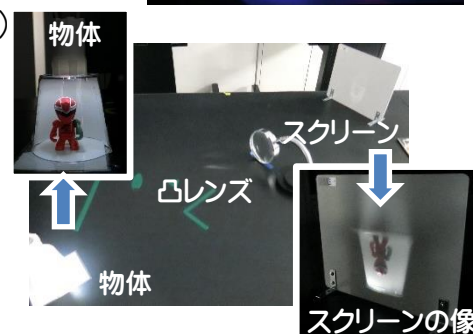 物体
スクリーン
凸レンズ
物体
スクリーンの像